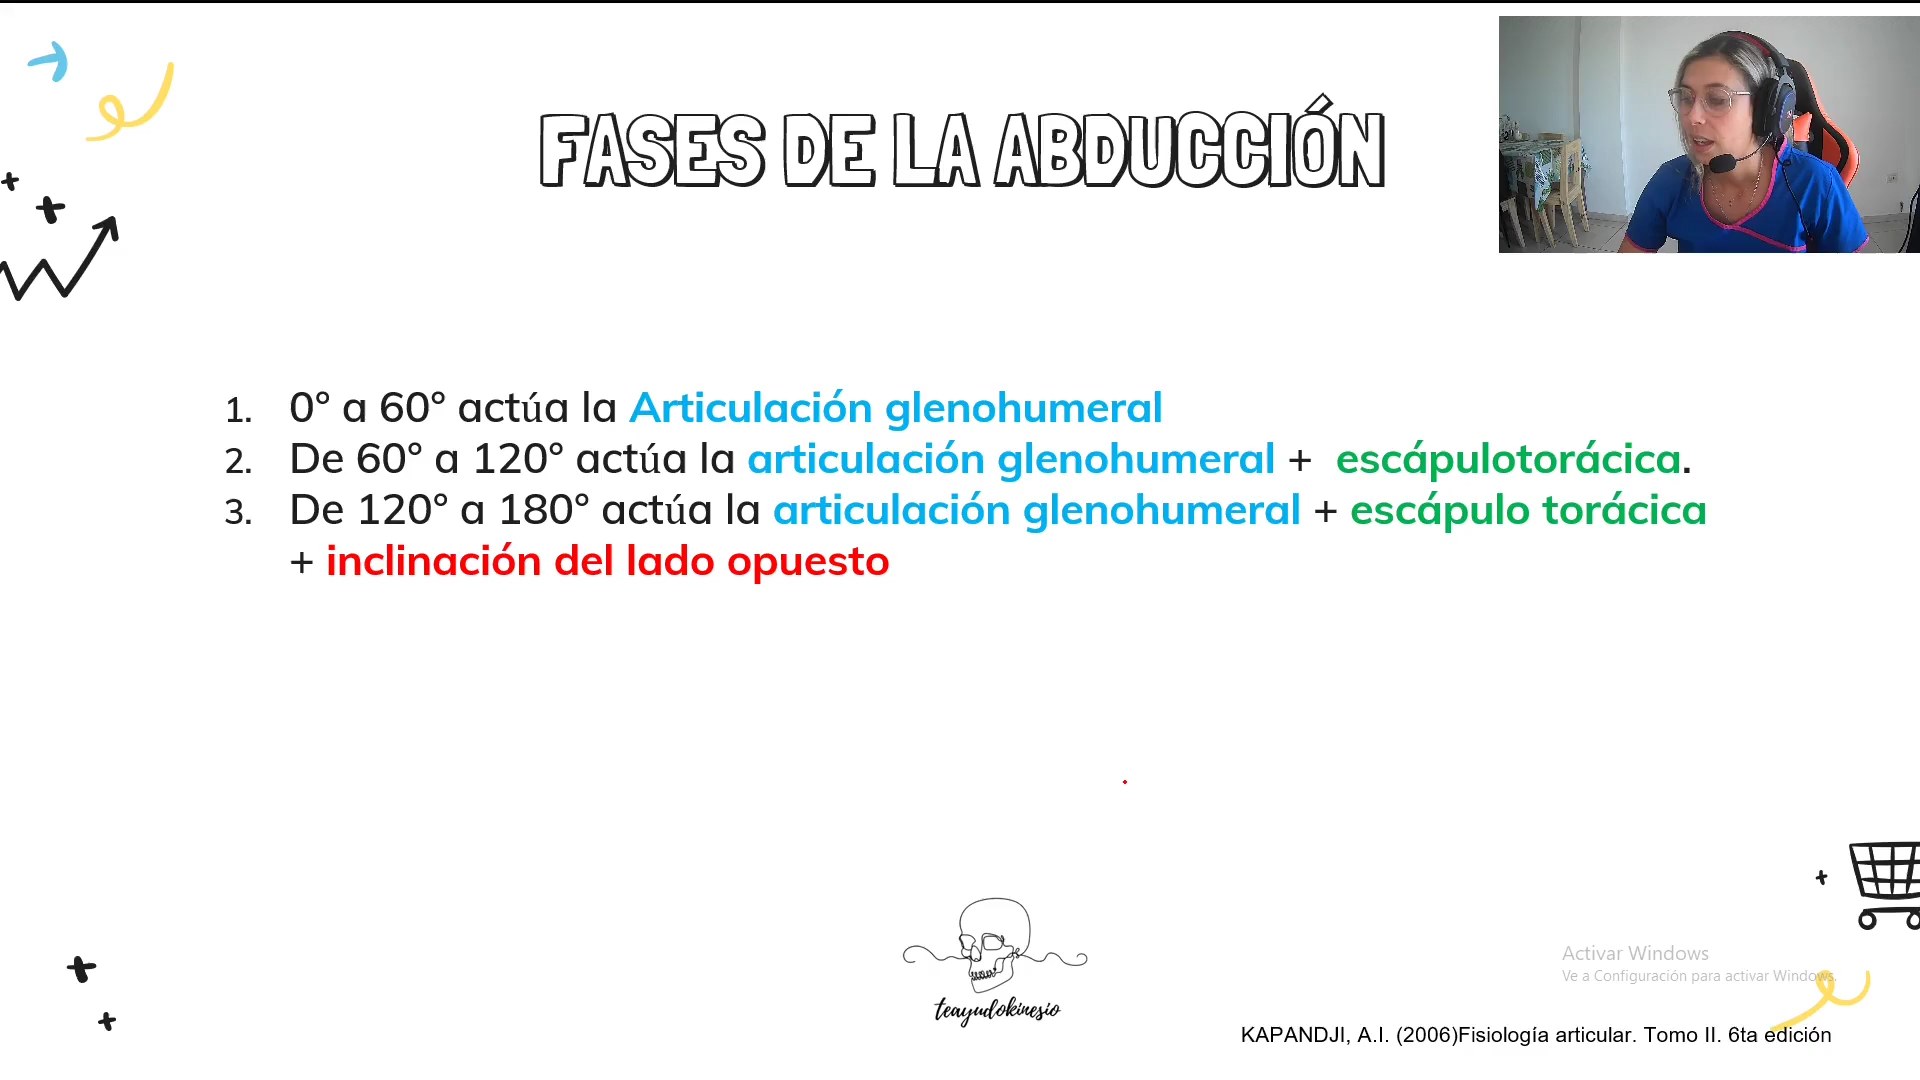 FASES DE LA ABDUCCIÓN
1. 0° a 60° actúa la Articulación glenohumeral
2. De 60° a 120° actúa la articulación glenohumeral + escápulotorácica.
3. De 120° a 180° actúa la articulación glenohumeral + escápulo torácica
+ inclinación del lado opuesto
teayudokinesio
Activar Windows
Ve a Configuración para activar Windows.
KAPANDJI, A.I. (2006)Fisiología articular. Tomo II. 6ta edición